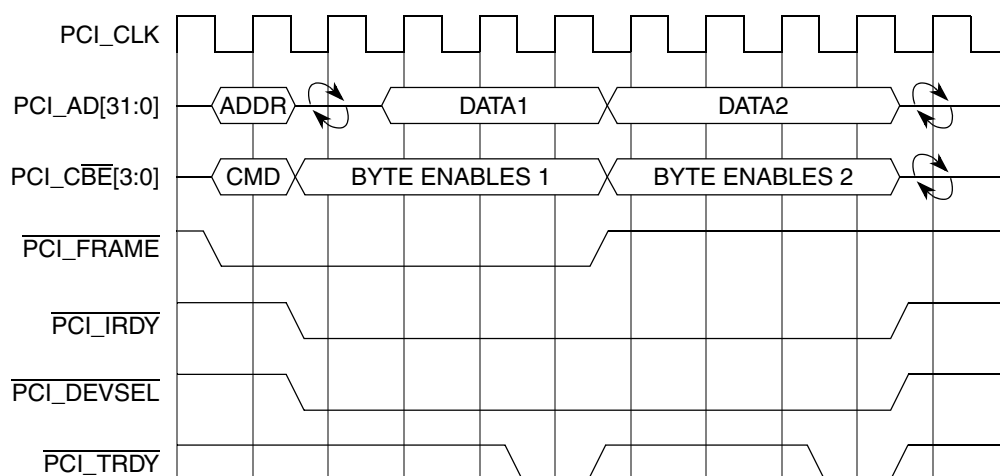 PCI_CLK
PCI_AD[31:0] ADDR DATA1 DATA2
PCI_CB̅E̅[3:0] CMD BYTE ENABLES 1 BYTE ENABLES 2
PCI_FRAME
PCI_IRDY
PCI_DEVSEL
PCI_TRDY